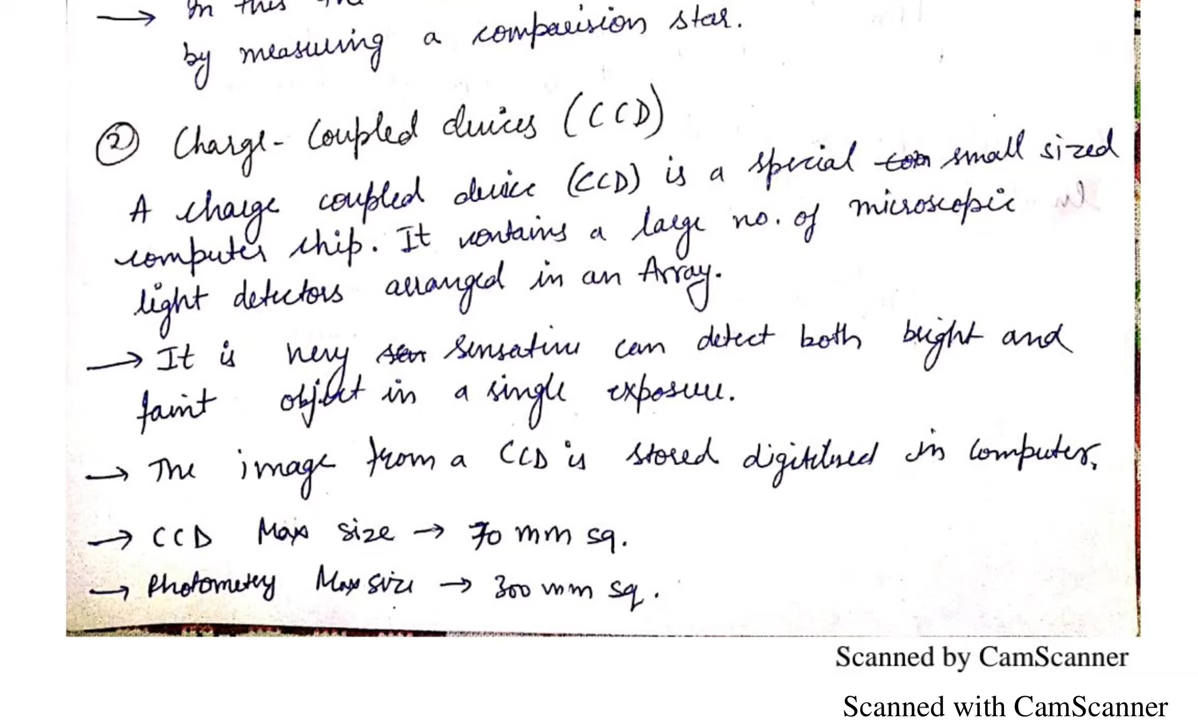 → In this
by measuring a comparision star.
② Charge-Coupled devices (CCD)
A charge coupled device (CCD) is a special small sized
computer chip. It contains a large no. of microscopic
light detectors arranged in an Array.
→ It is very sensative can detect both bright and
faint object in a single exposure.
→ The image from a CCD is stored in computer,
→ CCD Max size → 70 mm sq.
→ Photometry Max size → 300 mm sq.
Scanned by CamScanner
Scanned with CamScanner